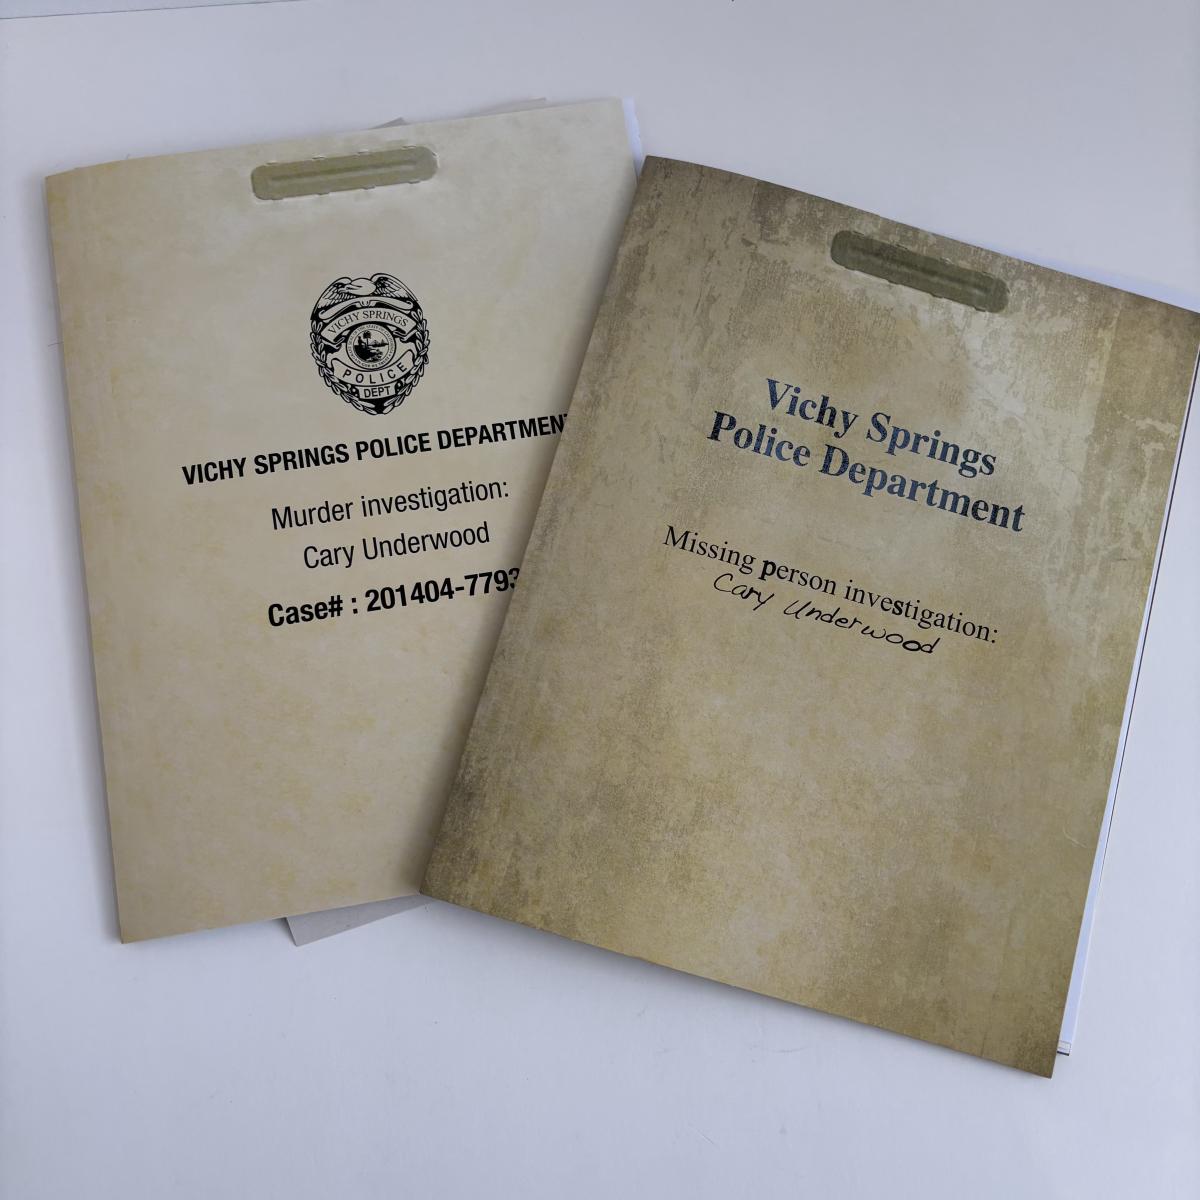 VICHY SPRINGS
POLICE
DEPT
VICHY SPRINGS POLICE DEPARTMENT
Murder investigation:
Cary Underwood
Case# : 201404-7793
Vichy Springs
Police Department
Missing person investigation:
Cary Underwood